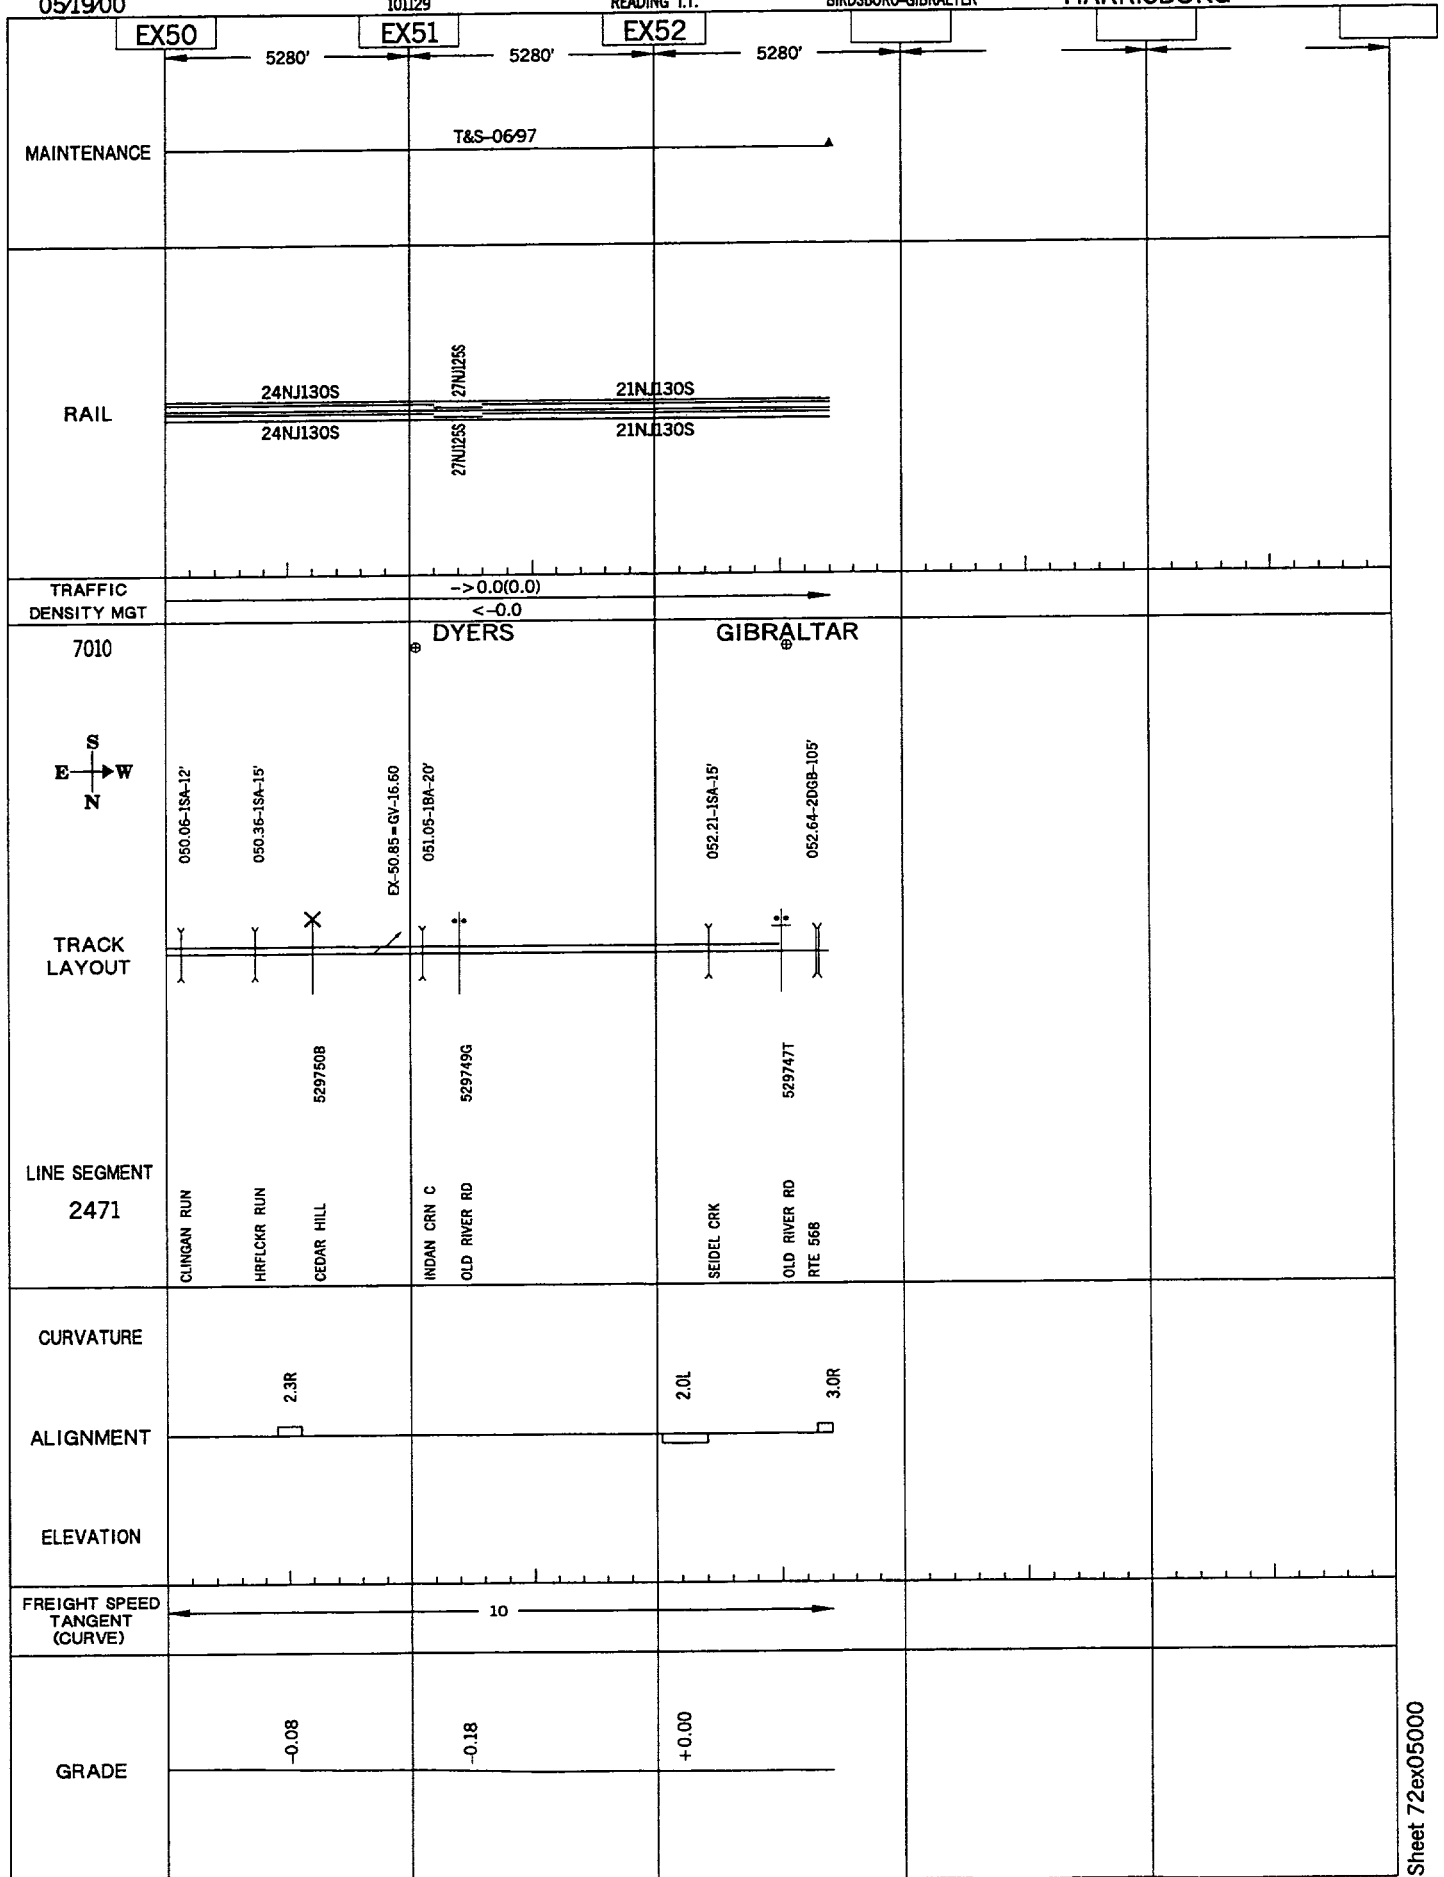 05/19/00 101129 READING T.T. BIRDSBORO-GIBRALTER HARRISBURG
EX50 EX51 EX52
5280' 5280' 5280'
MAINTENANCE
T&S-06/97
RAIL
24NJ130S 27NJ125S 21NJ130S
24NJ130S 27NJ125S 21NJ130S
TRAFFIC
DENSITY MGT
->0.0(0.0)
<-0.0
7010
DYERS GIBRALTAR
S
E W
N
050.06-1SA-12'
050.36-1SA-15'
EX-50.85=GV-16.60
051.05-1BA-20'
052.21-1SA-15'
052.64-2DGB-105'
TRACK
LAYOUT
529750B
529749G
529747T
LINE SEGMENT
2471
CLINGAN RUN
HRFLCKR RUN
CEDAR HILL
INDAN CRN C
OLD RIVER RD
SEIDEL CRK
OLD RIVER RD
RTE 568
CURVATURE
2.3R 2.0L 3.0R
ALIGNMENT
ELEVATION
FREIGHT SPEED
TANGENT
(CURVE)
10
GRADE
-0.08 -0.18 +0.00
Sheet 72ex05000